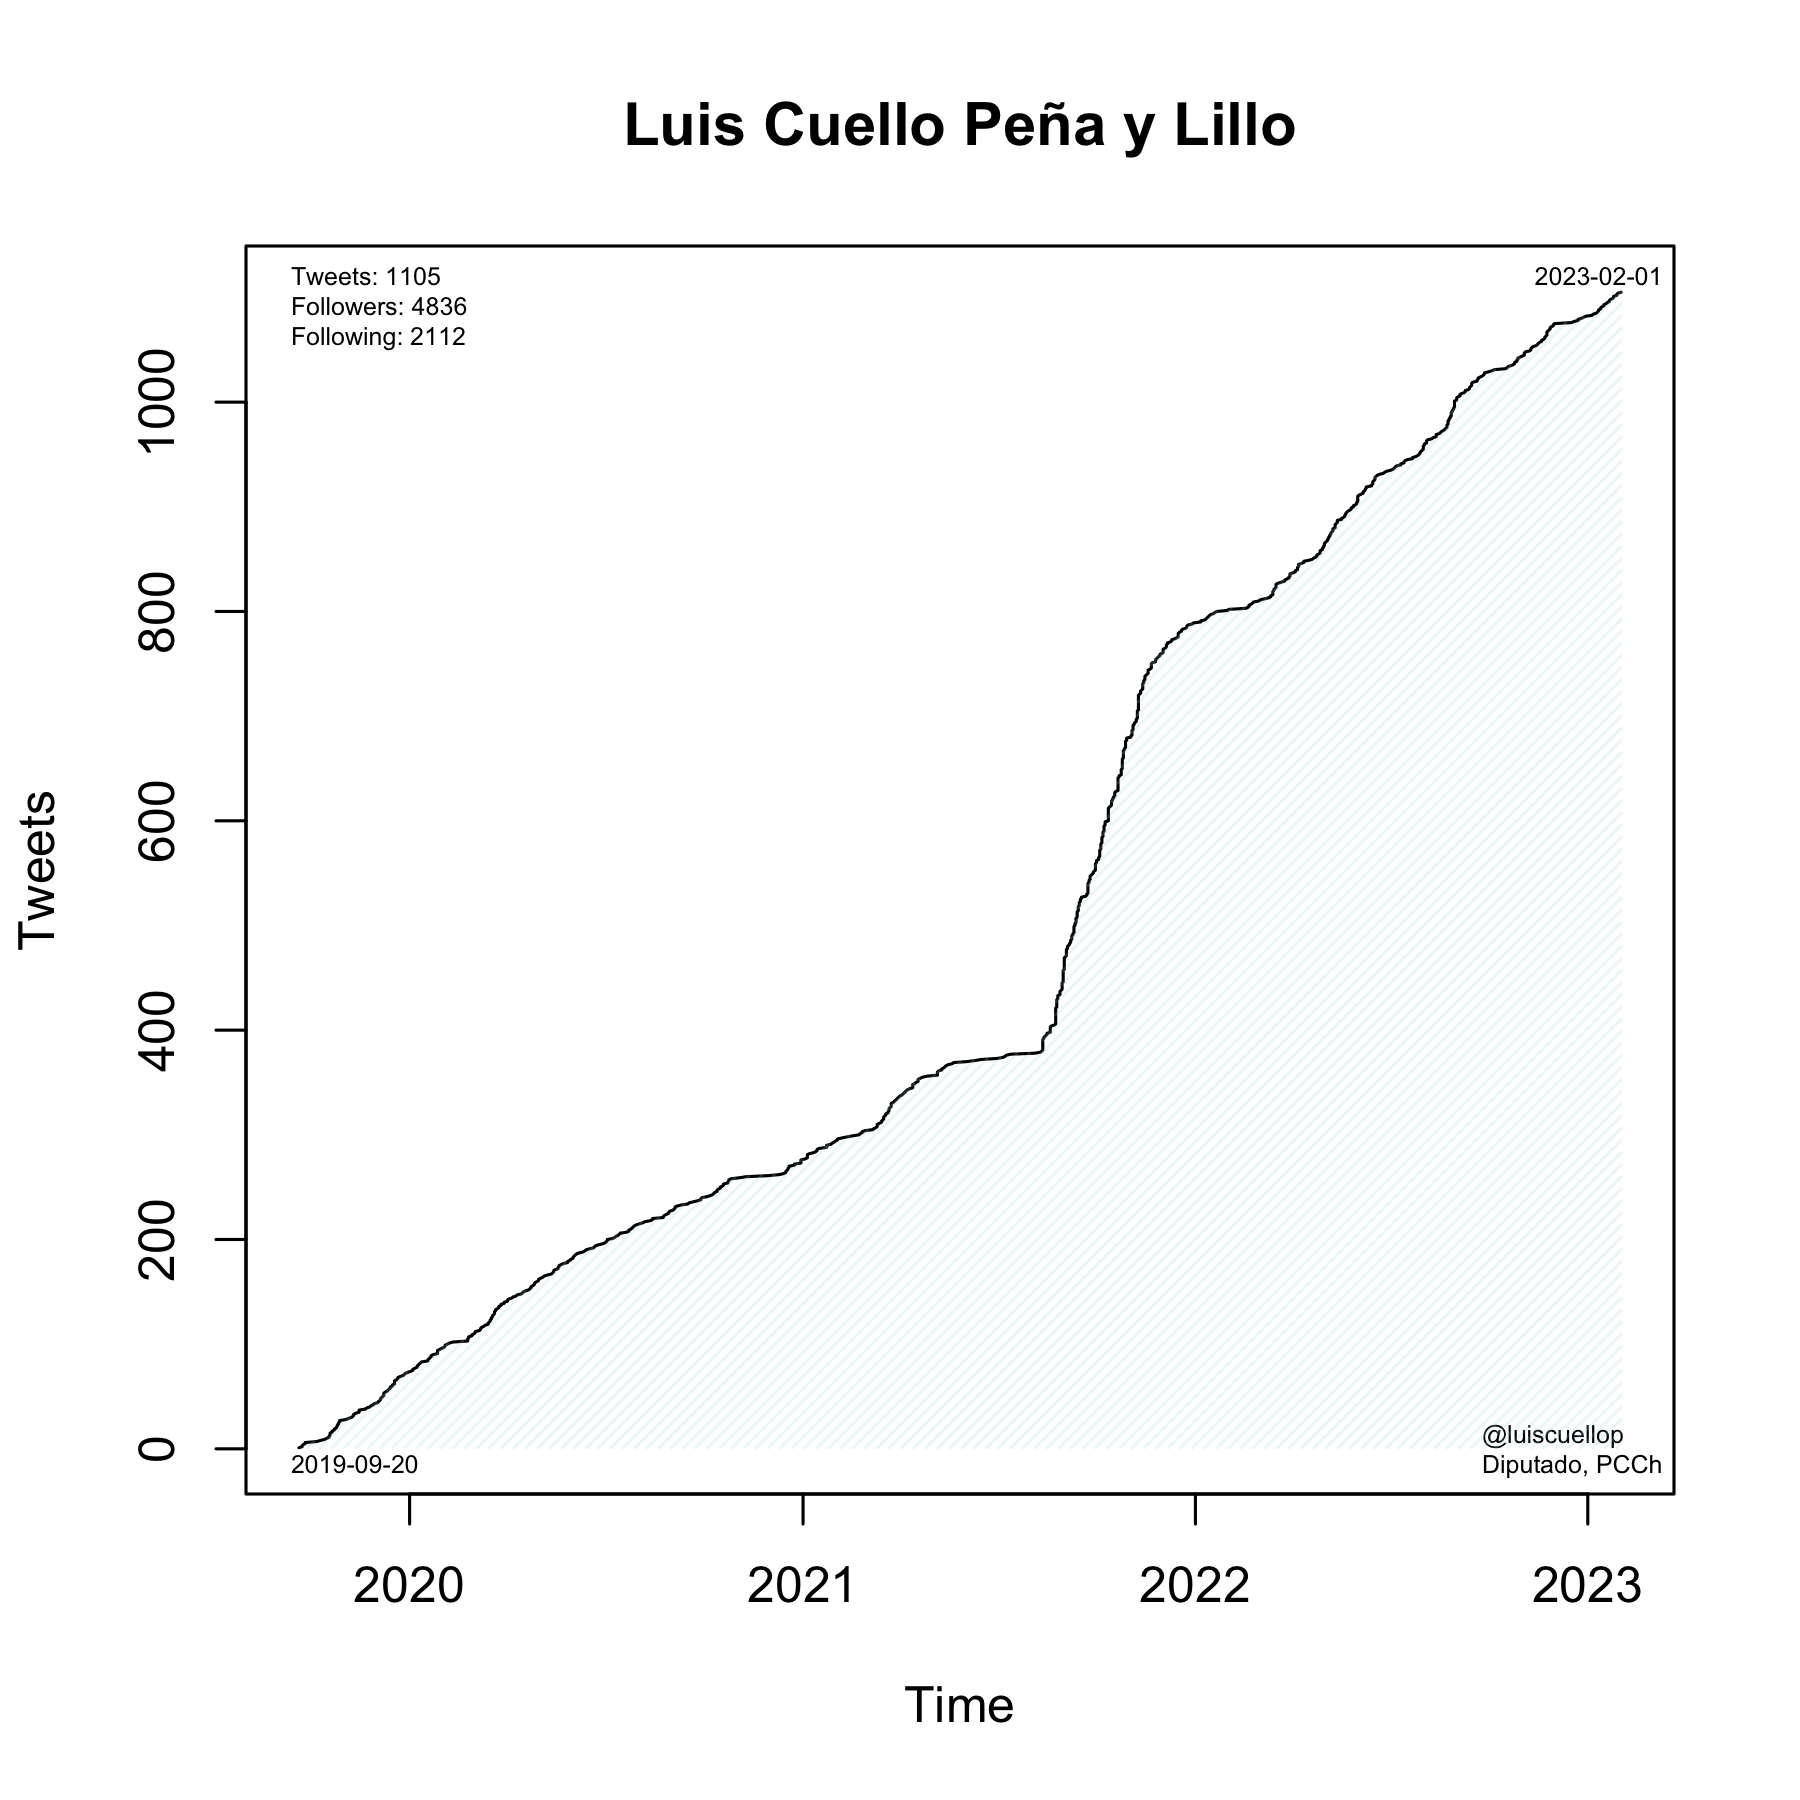 Luis Cuello Peña y Lillo
Tweets: 1105
Followers: 4836
Following: 2112
2023-02-01
1000
800
600
400
200
0
Tweets
2019-09-20
@luiscuellop
Diputado, PCCh
2020
2021
2022
2023
Time